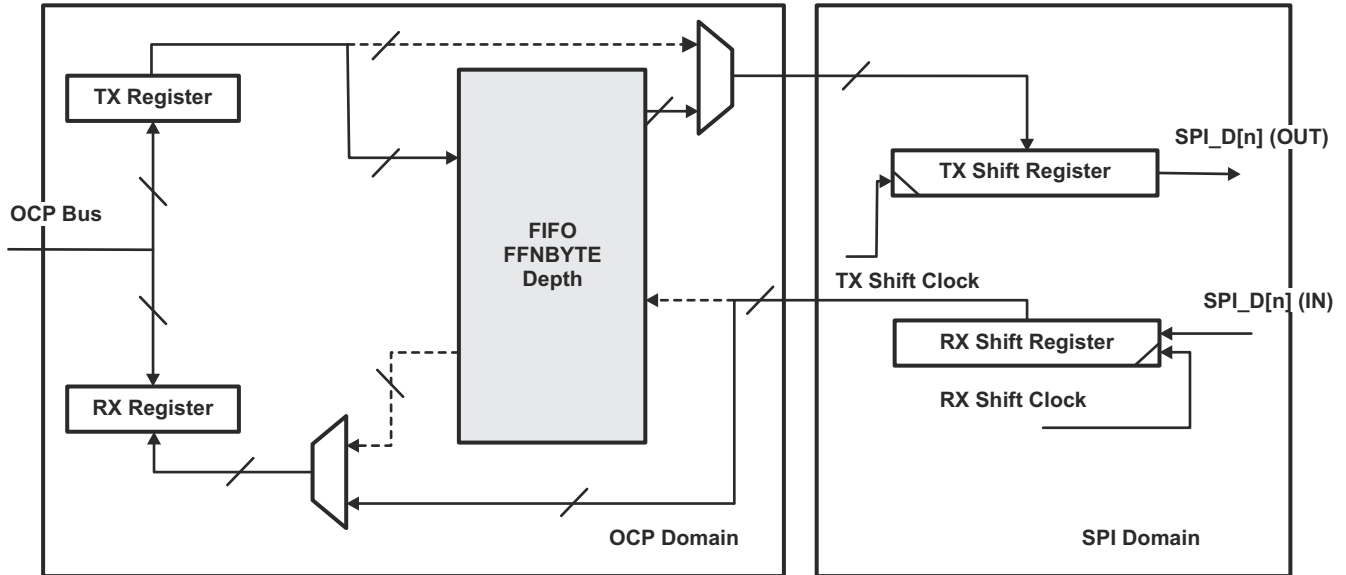 TX Register
OCP Bus
RX Register
FIFO
FFNBYTE
Depth
OCP Domain
SPI_D[n] (OUT)
TX Shift Register
TX Shift Clock
SPI_D[n] (IN)
RX Shift Register
RX Shift Clock
SPI Domain